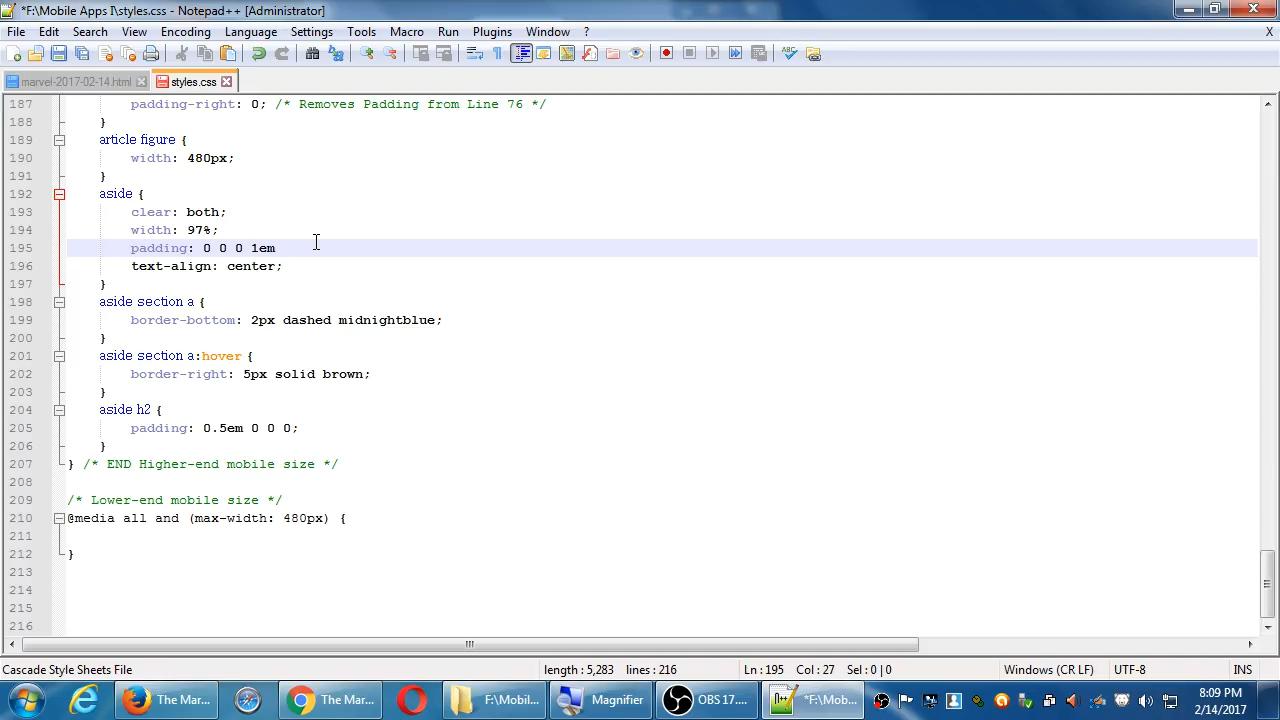 *F:\Mobile Apps I\styles.css - Notepad++ [Administrator]
File Edit Search View Encoding Language Settings Tools Macro Run Plugins Window ? X
marvel-2017-02-14.html styles.css
187 padding-right: 0; /* Removes Padding from Line 76 */
188 }
189 article figure {
190 width: 480px;
191 }
192 aside {
193 clear: both;
194 width: 97%;
195 padding: 0 0 0 1em
196 text-align: center;
197 }
198 aside section a {
199 border-bottom: 2px dashed midnightblue;
200 }
201 aside section a:hover {
202 border-right: 5px solid brown;
203 }
204 aside h2 {
205 padding: 0.5em 0 0 0;
206 }
207 } /* END Higher-end mobile size */
208
209 /* Lower-end mobile size */
210 @media all and (max-width: 480px) {
211
212 }
213
214
215
216
Cascade Style Sheets File length : 5,283 lines : 216 Ln : 195 Col : 27 Sel : 0 | 0 Windows (CR LF) UTF-8 INS
The Mar... The Mar... F:\Mobil... Magnifier OBS 17.... *F:\Mob... 8:09 PM
2/14/2017